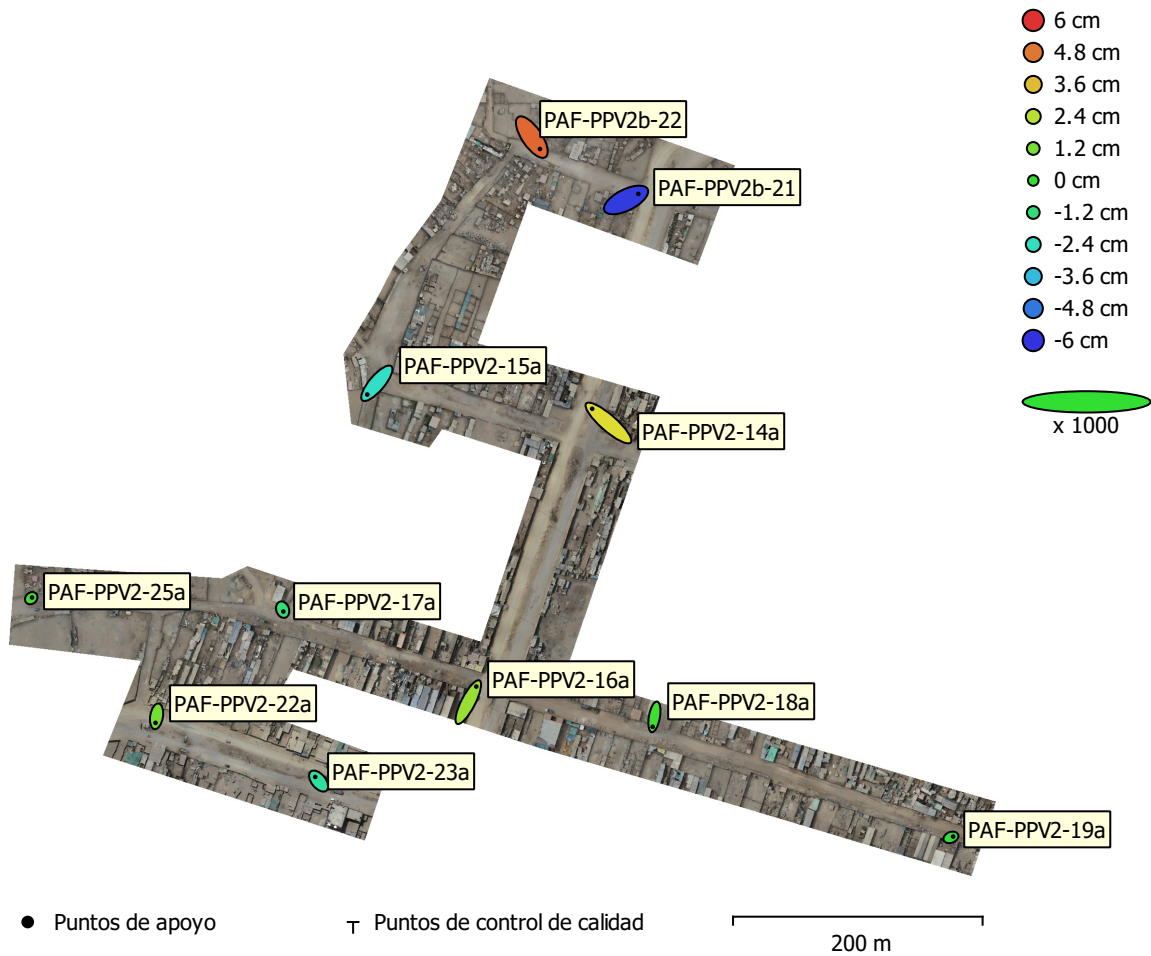 6 cm
4.8 cm
3.6 cm
2.4 cm
1.2 cm
0 cm
-1.2 cm
-2.4 cm
-3.6 cm
-4.8 cm
-6 cm
x 1000
PAF-PPV2b-22
PAF-PPV2b-21
PAF-PPV2-15a
PAF-PPV2-14a
PAF-PPV2-25a
PAF-PPV2-17a
PAF-PPV2-16a
PAF-PPV2-22a
PAF-PPV2-18a
PAF-PPV2-23a
PAF-PPV2-19a
Puntos de apoyo
Puntos de control de calidad
200 m